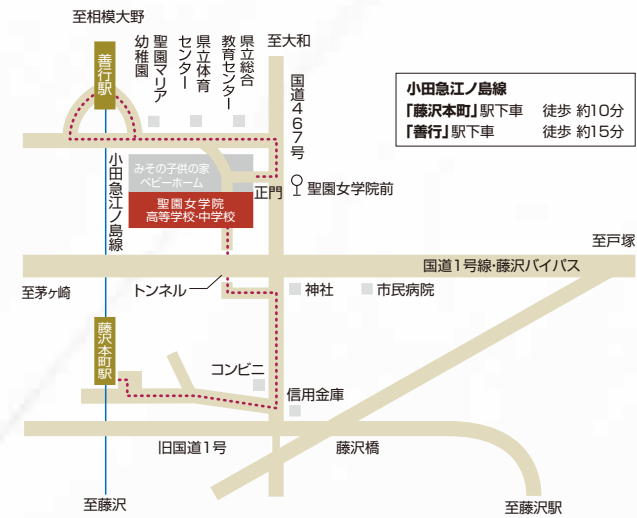 至相模大野
善行駅
聖園マリア
幼稚園
県立体育
センター
県立総合
教育センター
至大和
国道467号
小田急江ノ島線
「藤沢本町」駅下車 徒歩 約10分
「善行」駅下車 徒歩 約15分
小田急江ノ島線
みその子供の家
ベビーホーム
正門
聖園女学院前
聖園女学院
高等学校・中学校
至戸塚
国道1号線・藤沢バイパス
至茅ヶ崎
トンネル
神社
市民病院
藤沢本町駅
コンビニ
信用金庫
旧国道1号
藤沢橋
至藤沢
至藤沢駅